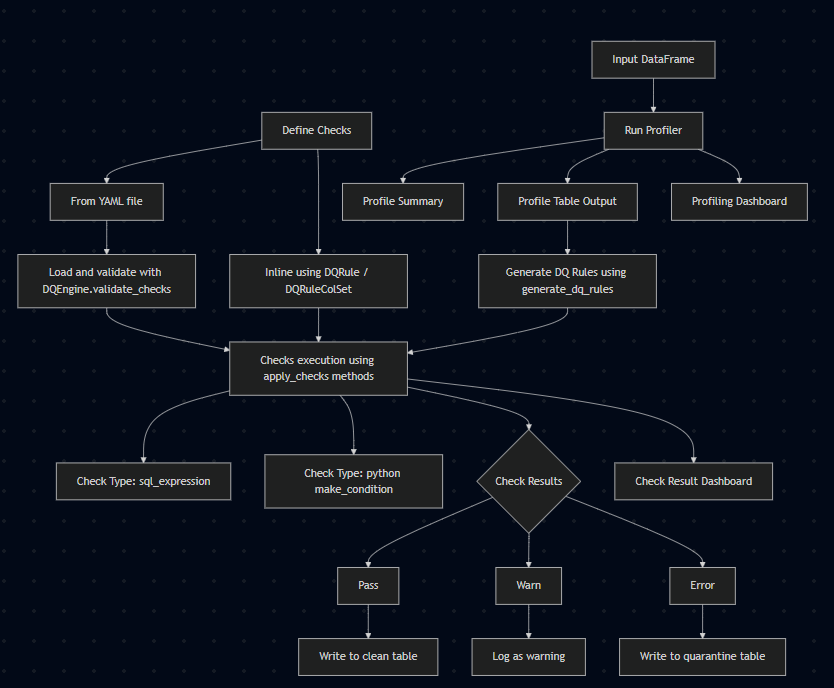 Input DataFrame
Define Checks
Run Profiler
From YAML file
Profile Summary
Profile Table Output
Profiling Dashboard
Load and validate with
DQEngine.validate_checks
Inline using DQRule /
DQRuleColSet
Generate DQ Rules using
generate_dq_rules
Checks execution using
apply_checks methods
Check Type: sql_expression
Check Type: python
make_condition
Check Results
Check Result Dashboard
Pass
Warn
Error
Write to clean table
Log as warning
Write to quarantine table